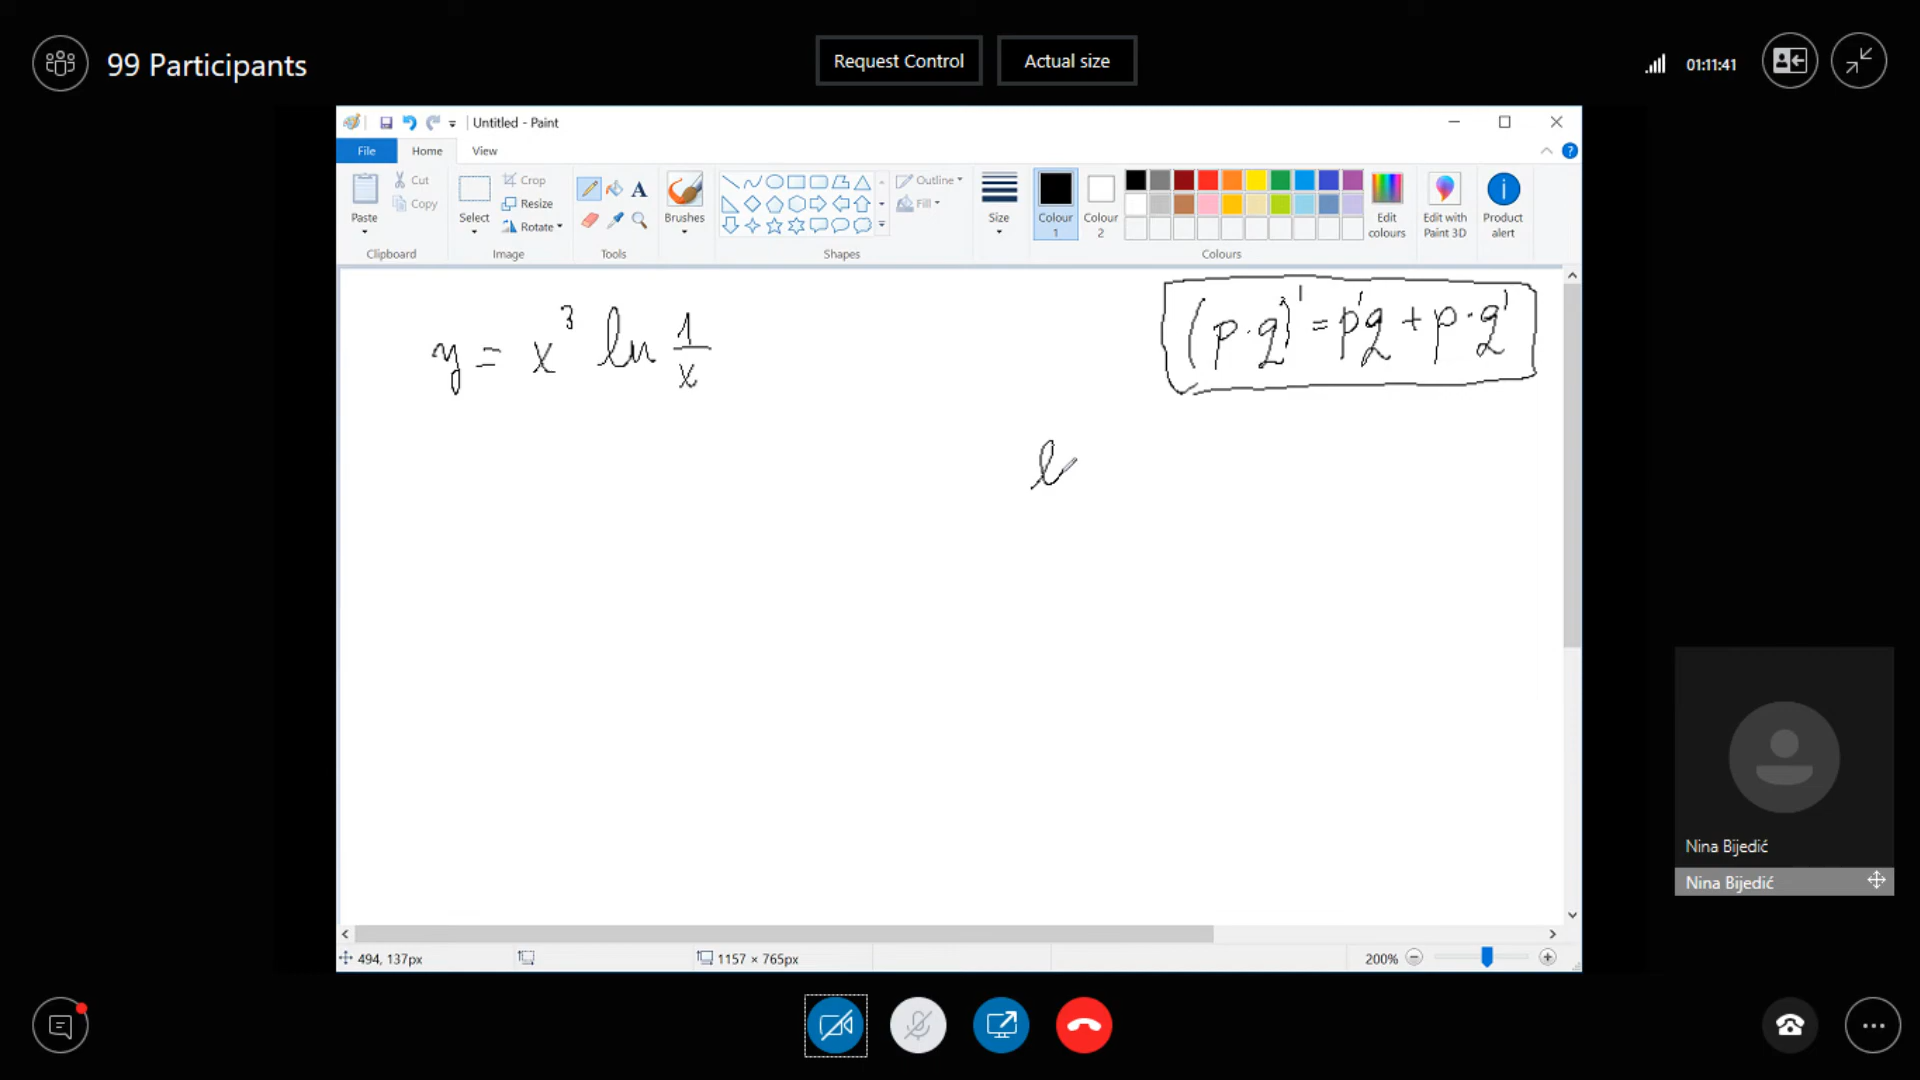 99 Participants
Request Control
Actual size
01:11:41
Untitled - Paint
File
Home
View
Paste
Cut
Copy
Clipboard
Select
Crop
Resize
Rotate
Image
A
Tools
Brushes
Outline
Fill
Shapes
Size
Colour 1
Colour 2
Edit colours
Colours
Edit with Paint 3D
Product alert
y = x³ ln 1/x
(p·q)' = p'q + p·q'
l
494, 137px
1157 × 765px
200%
Nina Bijedić
Nina Bijedić